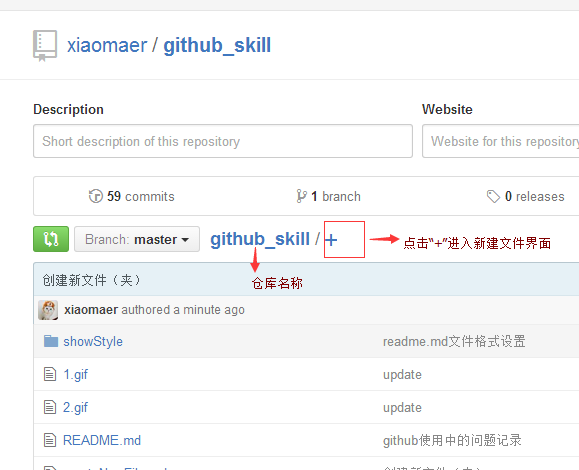 xiaomaer / github_skill
Description
Website
Short description of this repository
Website for this repository
59 commits
1 branch
0 releases
Branch: master
github_skill / +
点击“+”进入新建文件界面
创建新文件（夹）
仓库名称
xiaomaer authored a minute ago
showStyle
readme.md文件格式设置
1.gif
update
2.gif
update
README.md
github使用中的问题记录